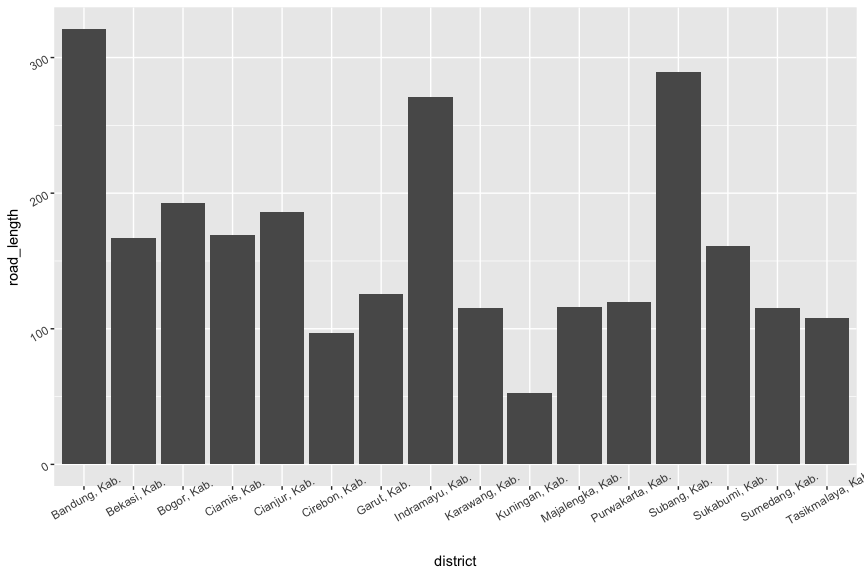 road_length
300
200
100
0
Bandung, Kab.
Bekasi, Kab.
Bogor, Kab.
Ciamis, Kab.
Cianjur, Kab.
Cirebon, Kab.
Garut, Kab.
Indramayu, Kab.
Karawang, Kab.
Kuningan, Kab.
Majalengka, Kab.
Purwakarta, Kab.
Subang, Kab.
Sukabumi, Kab.
Sumedang, Kab.
Tasikmalaya, Kab
district